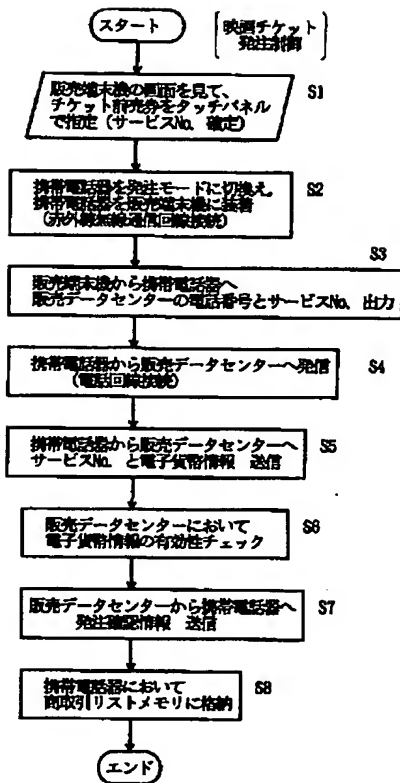 スタート
映画チケット
発注制御
販売端末機の画面を見て、
チケット前売券をタッチパネル
で指定(サービスNo. 確定)
S1
携帯電話器を発注モードに切換え、
携帯電話器を販売端末機に装着
(赤外線無線通信回線接続)
S2
S3
販売端末機から携帯電話器へ
販売データセンターの電話番号とサービスNo. 出力
携帯電話器から販売データセンターへ発信
(電話回線接続)
S4
携帯電話器から販売データセンターへ
サービスNo. と電子貨幣情報 送信
S5
販売データセンターにおいて
電子貨幣情報の有効性チェック
S6
販売データセンターから携帯電話器へ
発注確認情報 送信
S7
携帯電話器において
商取引リストメモリに格納
S8
エンド